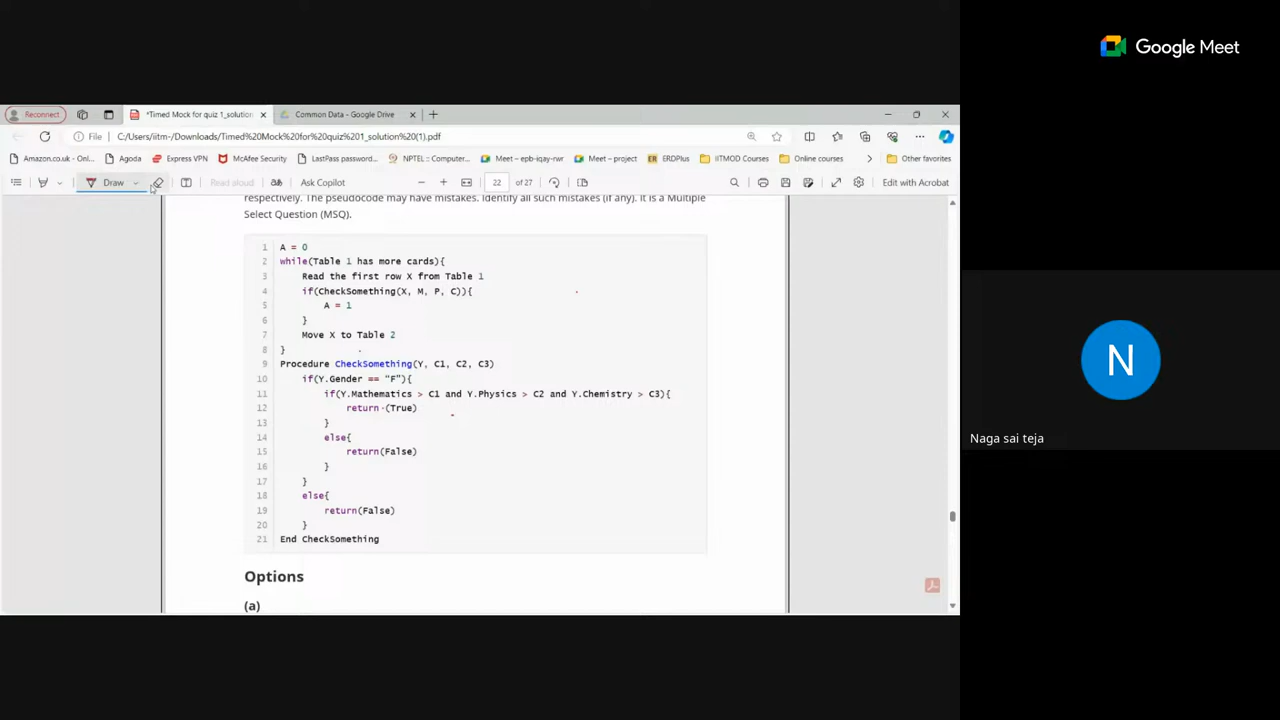 Google Meet
Reconnect
*Timed Mock for quiz 1_solution
Common Data - Google Drive
File
C:/Users/iitm-/Downloads/Timed%20Mock%20for%20quiz%201_solution%20(1).pdf
Amazon.co.uk - Onl...
Agoda
Express VPN
McAfee Security
LastPass password...
NPTEL :: Computer...
Meet – epb-iqay-rwr
Meet – project
ERDPlus
IITMOD Courses
Online courses
Other favorites
Draw
Read aloud
Ask Copilot
22
of 27
Edit with Acrobat
respectively. The pseudocode may have mistakes. Identify all such mistakes (if any). It is a Multiple
Select Question (MSQ).
1 A = 0
2 while(Table 1 has more cards){
3 Read the first row X from Table 1
4 if(CheckSomething(X, M, P, C)){
5 A = 1
6 }
7 Move X to Table 2
8 }
9 Procedure CheckSomething(Y, C1, C2, C3)
10 if(Y.Gender == "F"){
11 if(Y.Mathematics > C1 and Y.Physics > C2 and Y.Chemistry > C3){
12 return (True)
13 }
14 else{
15 return(False)
16 }
17 }
18 else{
19 return(False)
20 }
21 End CheckSomething
Options
(a)
N
Naga sai teja